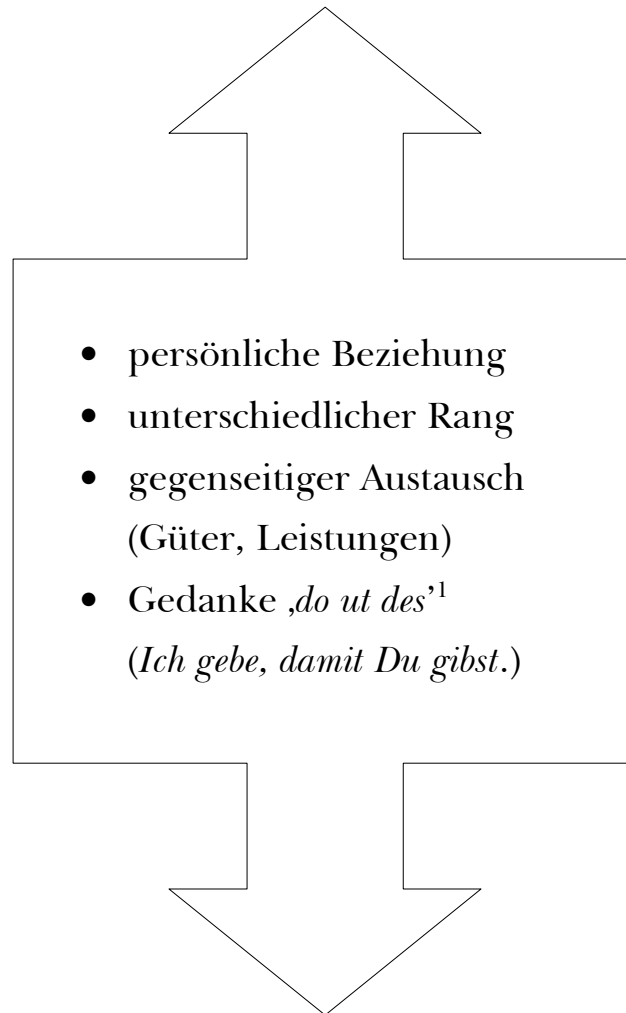 • persönliche Beziehung
• unterschiedlicher Rang
• gegenseitiger Austausch
(Güter, Leistungen)
• Gedanke ‚do ut des’¹
(Ich gebe, damit Du gibst.)